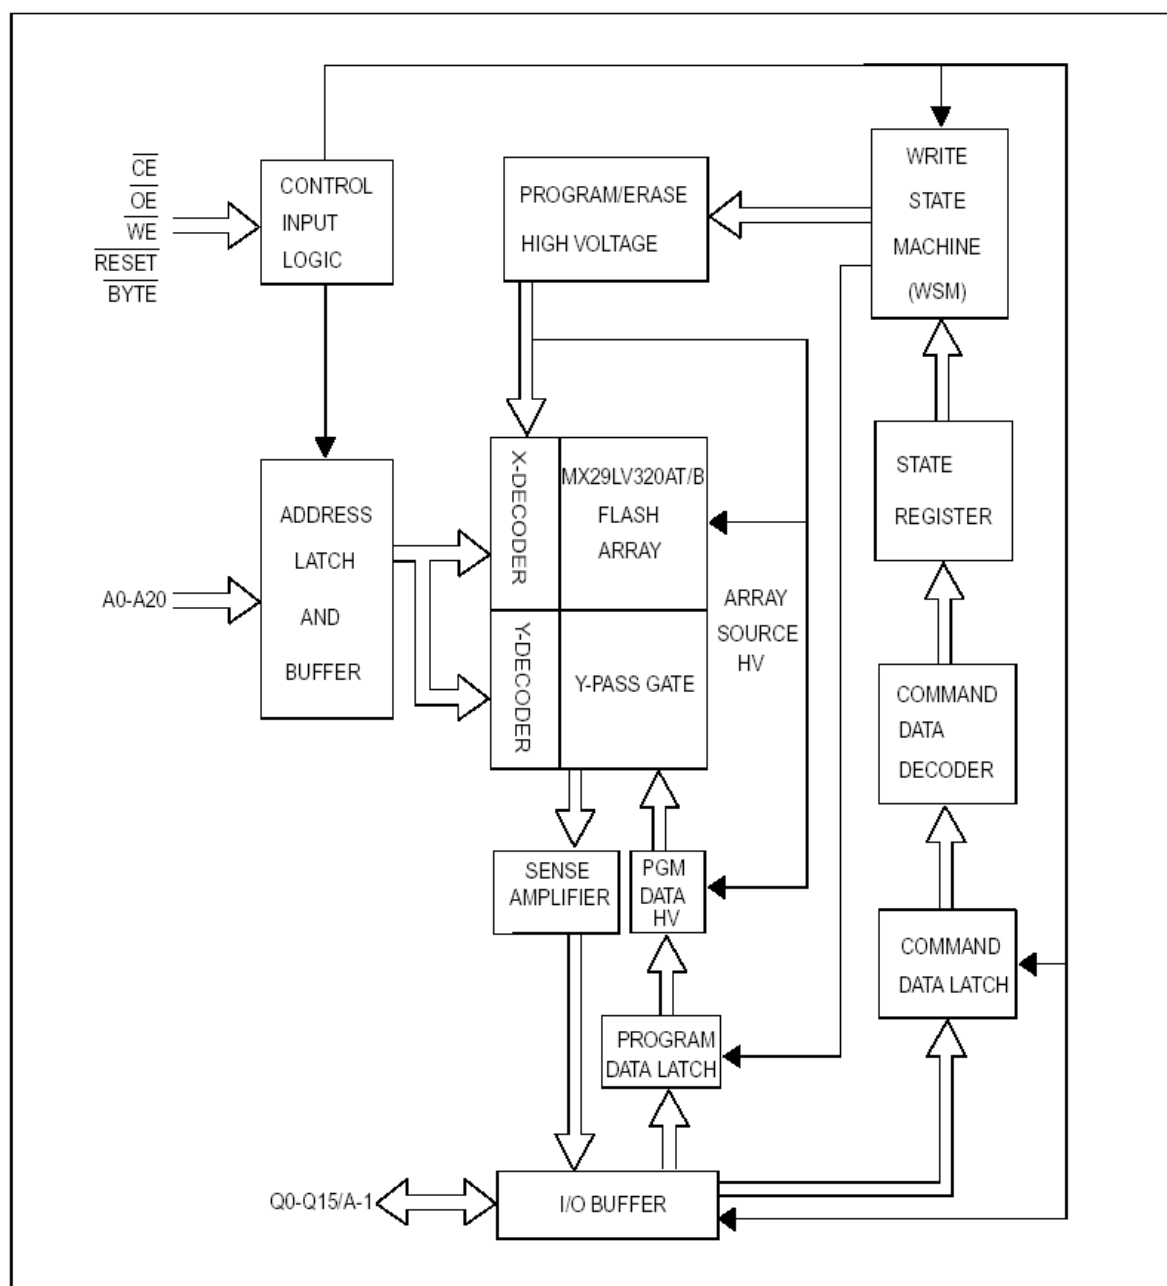 CE
OE
WE
RESET
BYTE
CONTROL
INPUT
LOGIC
PROGRAM/ERASE
HIGH VOLTAGE
WRITE
STATE
MACHINE
(WSM)
STATE
REGISTER
A0-A20
ADDRESS
LATCH
AND
BUFFER
X-DECODER
MX29LV320AT/B
FLASH
ARRAY
Y-DECODER
Y-PASS GATE
ARRAY
SOURCE
HV
COMMAND
DATA
DECODER
SENSE
AMPLIFIER
PGM
DATA
HV
COMMAND
DATA LATCH
PROGRAM
DATA LATCH
Q0-Q15/A-1
I/O BUFFER